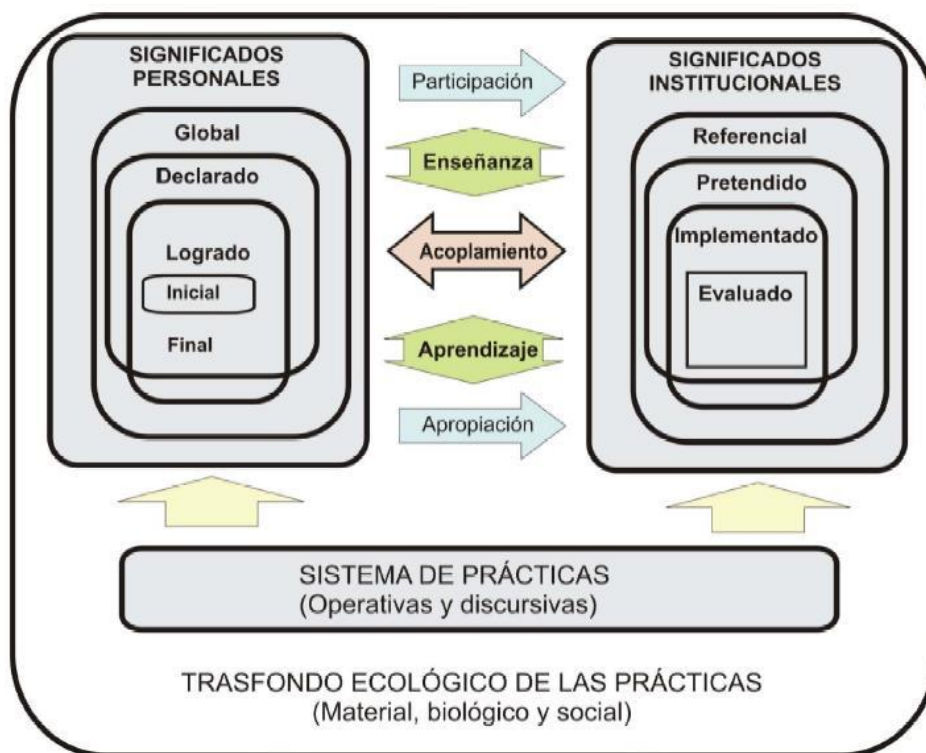 SIGNIFICADOS
PERSONALES
Global
Declarado
Logrado
Inicial
Final
Participación
Enseñanza
Acoplamiento
Aprendizaje
Apropiación
SIGNIFICADOS
INSTITUCIONALES
Referencial
Pretendido
Implementado
Evaluado
SISTEMA DE PRÁCTICAS
(Operativas y discursivas)
TRASFONDO ECOLÓGICO DE LAS PRÁCTICAS
(Material, biológico y social)